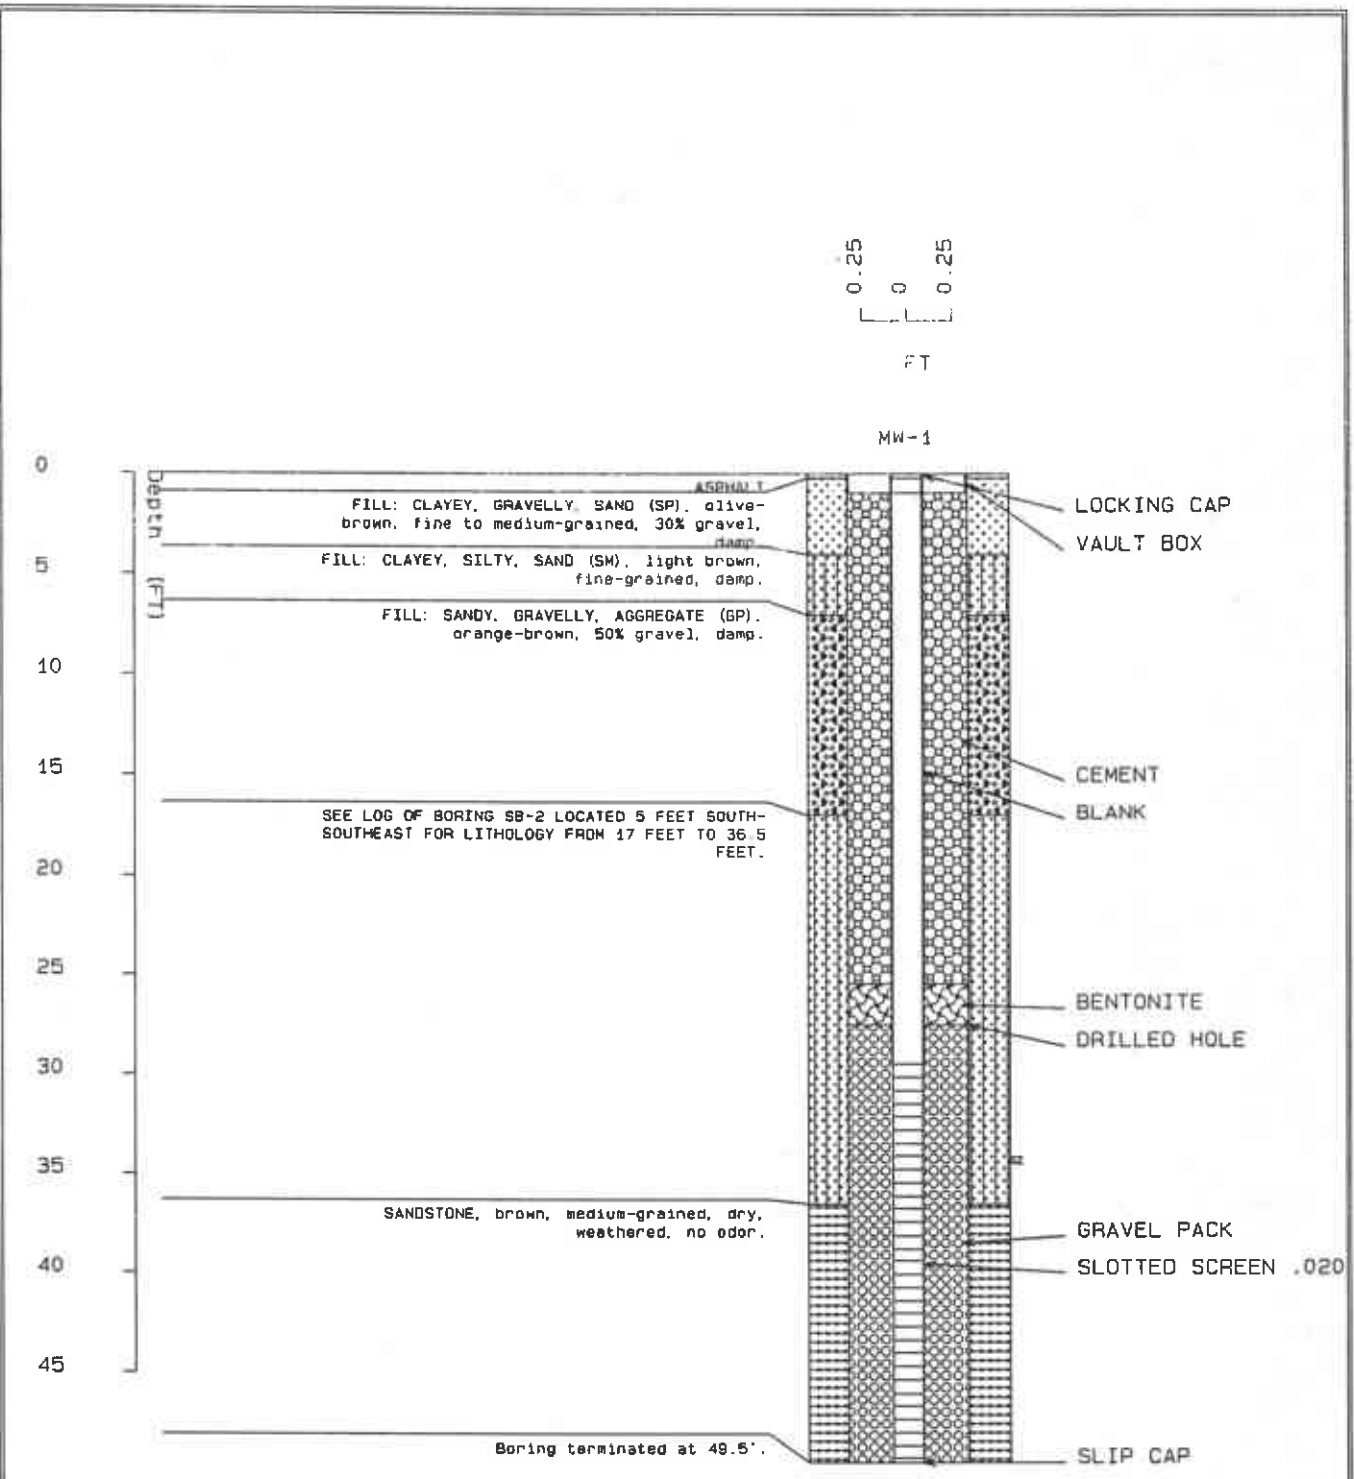 0.25
0
0.25
FT
MW-1
0
5
10
15
20
25
30
35
40
45
Depth (FT)
ASPHALT
FILL: CLAYEY, GRAVELLY, SAND (SP), olive-
brown, fine to medium-grained, 30% gravel,
damp
FILL: CLAYEY, SILTY, SAND (SM), light brown,
fine-grained, damp.
FILL: SANDY, GRAVELLY, AGGREGATE (GP),
orange-brown, 50% gravel, damp.
SEE LOG OF BORING SB-2 LOCATED 5 FEET SOUTH-
SOUTHEAST FOR LITHOLOGY FROM 17 FEET TO 36.5
FEET.
SANDSTONE, brown, medium-grained, dry,
weathered, no odor.
Boring terminated at 49.5'.
LOCKING CAP
VAULT BOX
CEMENT
BLANK
BENTONITE
DRILLED HOLE
GRAVEL PACK
SLOTTED SCREEN .020
SLIP CAP